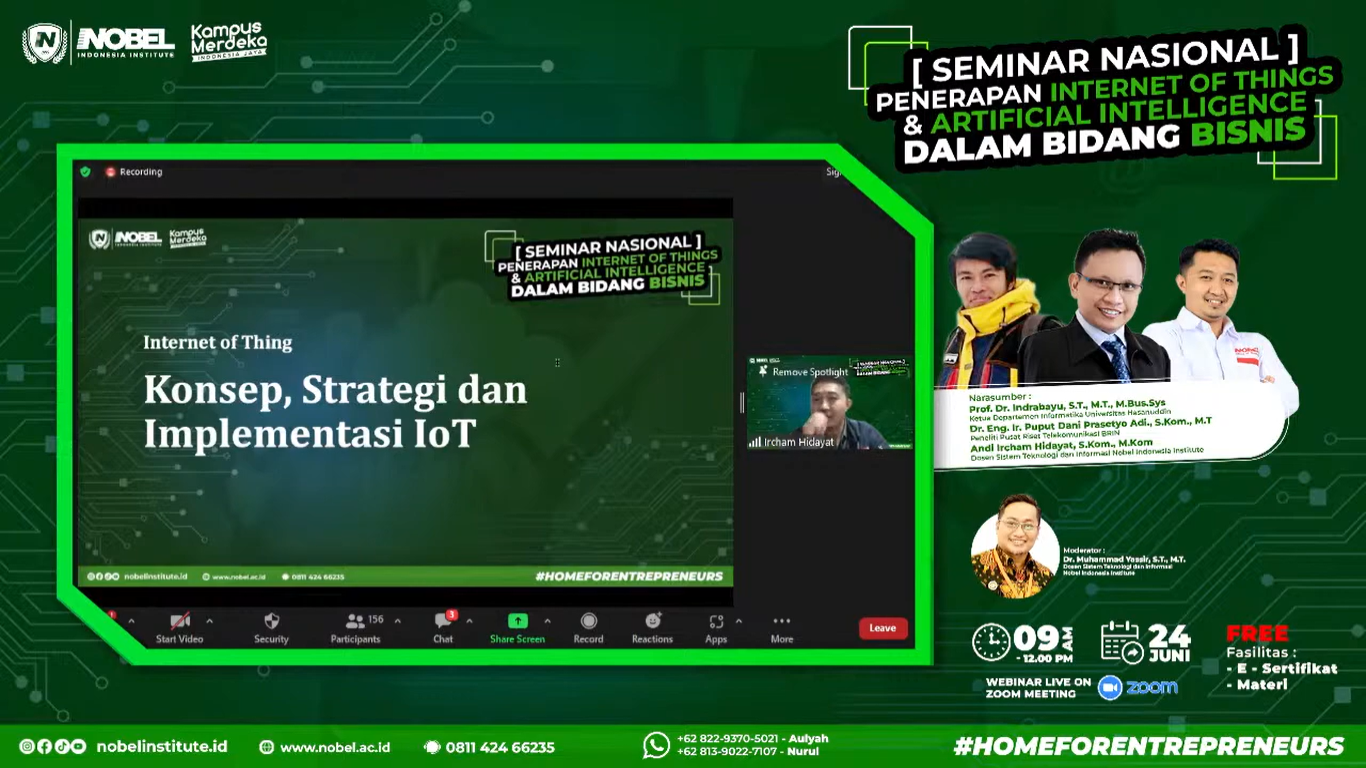 NOBEL
INDONESIA INSTITUTE
Kampus
Merdeka
INDONESIA JAYA
[ SEMINAR NASIONAL ]
PENERAPAN INTERNET OF THINGS
& ARTIFICIAL INTELLIGENCE
DALAM BIDANG BISNIS
Recording
NOBEL
INDONESIA INSTITUTE
Kampus
Merdeka
[ SEMINAR NASIONAL ]
PENERAPAN INTERNET OF THINGS
& ARTIFICIAL INTELLIGENCE
DALAM BIDANG BISNIS
Internet of Thing
Konsep, Strategi dan
Implementasi IoT
nobelinstitute.id
www.nobel.ac.id
0811 424 66235
#HOMEFORENTREPRENEURS
Remove Spotlight
Ircham Hidayat
Start Video
Security
Participants
156
Chat
3
Share Screen
Record
Reactions
Apps
More
Leave
Narasumber :
Prof. Dr. Indrabayu, S.T., M.T., M.Bus.Sys
Ketua Departemen Informatika Universitas Hasanuddin
Dr. Eng. Ir. Puput Dani Prasetyo Adi., S.Kom., M.T
Peneliti Pusat Riset Telekomunikasi BRIN
Andi Ircham Hidayat, S.Kom., M.Kom
Dosen Sistem Teknologi dan Informasi Nobel Indonesia Institute
Moderator :
Dr. Muhammad Yassir, S.T., M.T.
Dosen Sistem Teknologi dan Informasi
Nobel Indonesia Institute
09 AM
- 12.00 PM
24
JUNI
WEBINAR LIVE ON
ZOOM MEETING
zoom
FREE
Fasilitas :
- E - Sertifikat
- Materi
nobelinstitute.id
www.nobel.ac.id
0811 424 66235
+62 822-9370-5021 - Aulyah
+62 813-9022-7107 - Nurul
#HOMEFORENTREPRENEURS